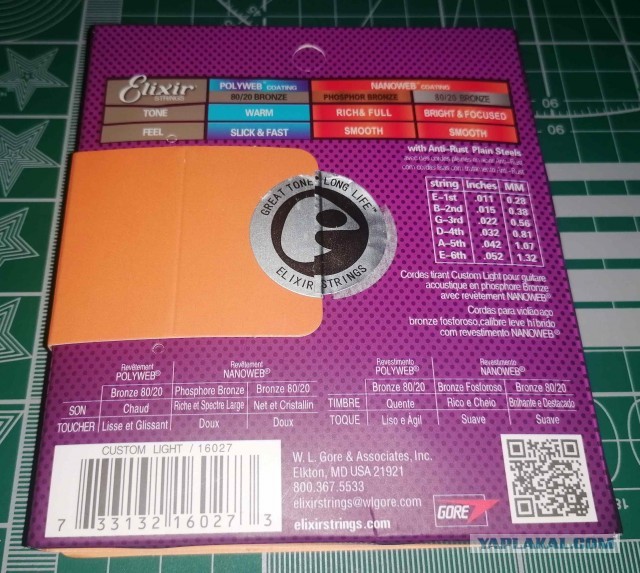 Elixir
STRINGS
POLYWEB® COATING
NANOWEB® COATING
80/20 BRONZE
PHOSPHOR BRONZE
80/20 BRONZE
TONE
WARM
RICH & FULL
BRIGHT & FOCUSED
FEEL
SLICK & FAST
SMOOTH
SMOOTH
with Anti-Rust Plain Steels
string Inches MM
E-1st .011 0.28
B-2nd .015 0.38
G-3rd .022 0.56
D-4th .032 0.81
A-5th .042 1.07
E-6th .052 1.32
GREAT TONE LONG LIFE™
ELIXIR STRINGS
Cordes tirant Custom Light pour guitare
acoustique en phosphore Bronze
avec revêtement NANOWEB®
Cordas para violão aço
bronze fosforoso, calibre leve híbrido
com revestimento NANOWEB®
Revêtement
POLYWEB®
Revêtement
NANOWEB®
Bronze 80/20 Phosphore Bronze Bronze 80/20
SON Chaud Riche et Spectre Large Net et Cristallin
TOUCHER Lisse et Glissant Doux Doux
Revestimento
POLYWEB®
Revestimento
NANOWEB®
Bronze 80/20 Bronze Fosforoso Bronze 80/20
TIMBRE Quente Rico e Cheio Brilhante e Destacado
TOQUE Liso e Ágil Suave Suave
CUSTOM LIGHT / 16027
7 33132 16027 3
W. L. Gore & Associates, Inc.
Elkton, MD USA 21921
800.367.5533
elixirstrings@wlgore.com
elixirstrings.com
GORE
YAPLAKAL.COM
06